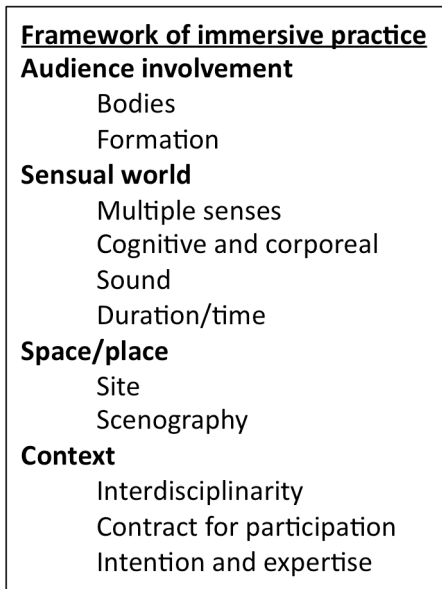 Framework of immersive practice
Audience involvement
Bodies
Formation
Sensual world
Multiple senses
Cognitive and corporeal
Sound
Duration/time
Space/place
Site
Scenography
Context
Interdisciplinarity
Contract for participation
Intention and expertise